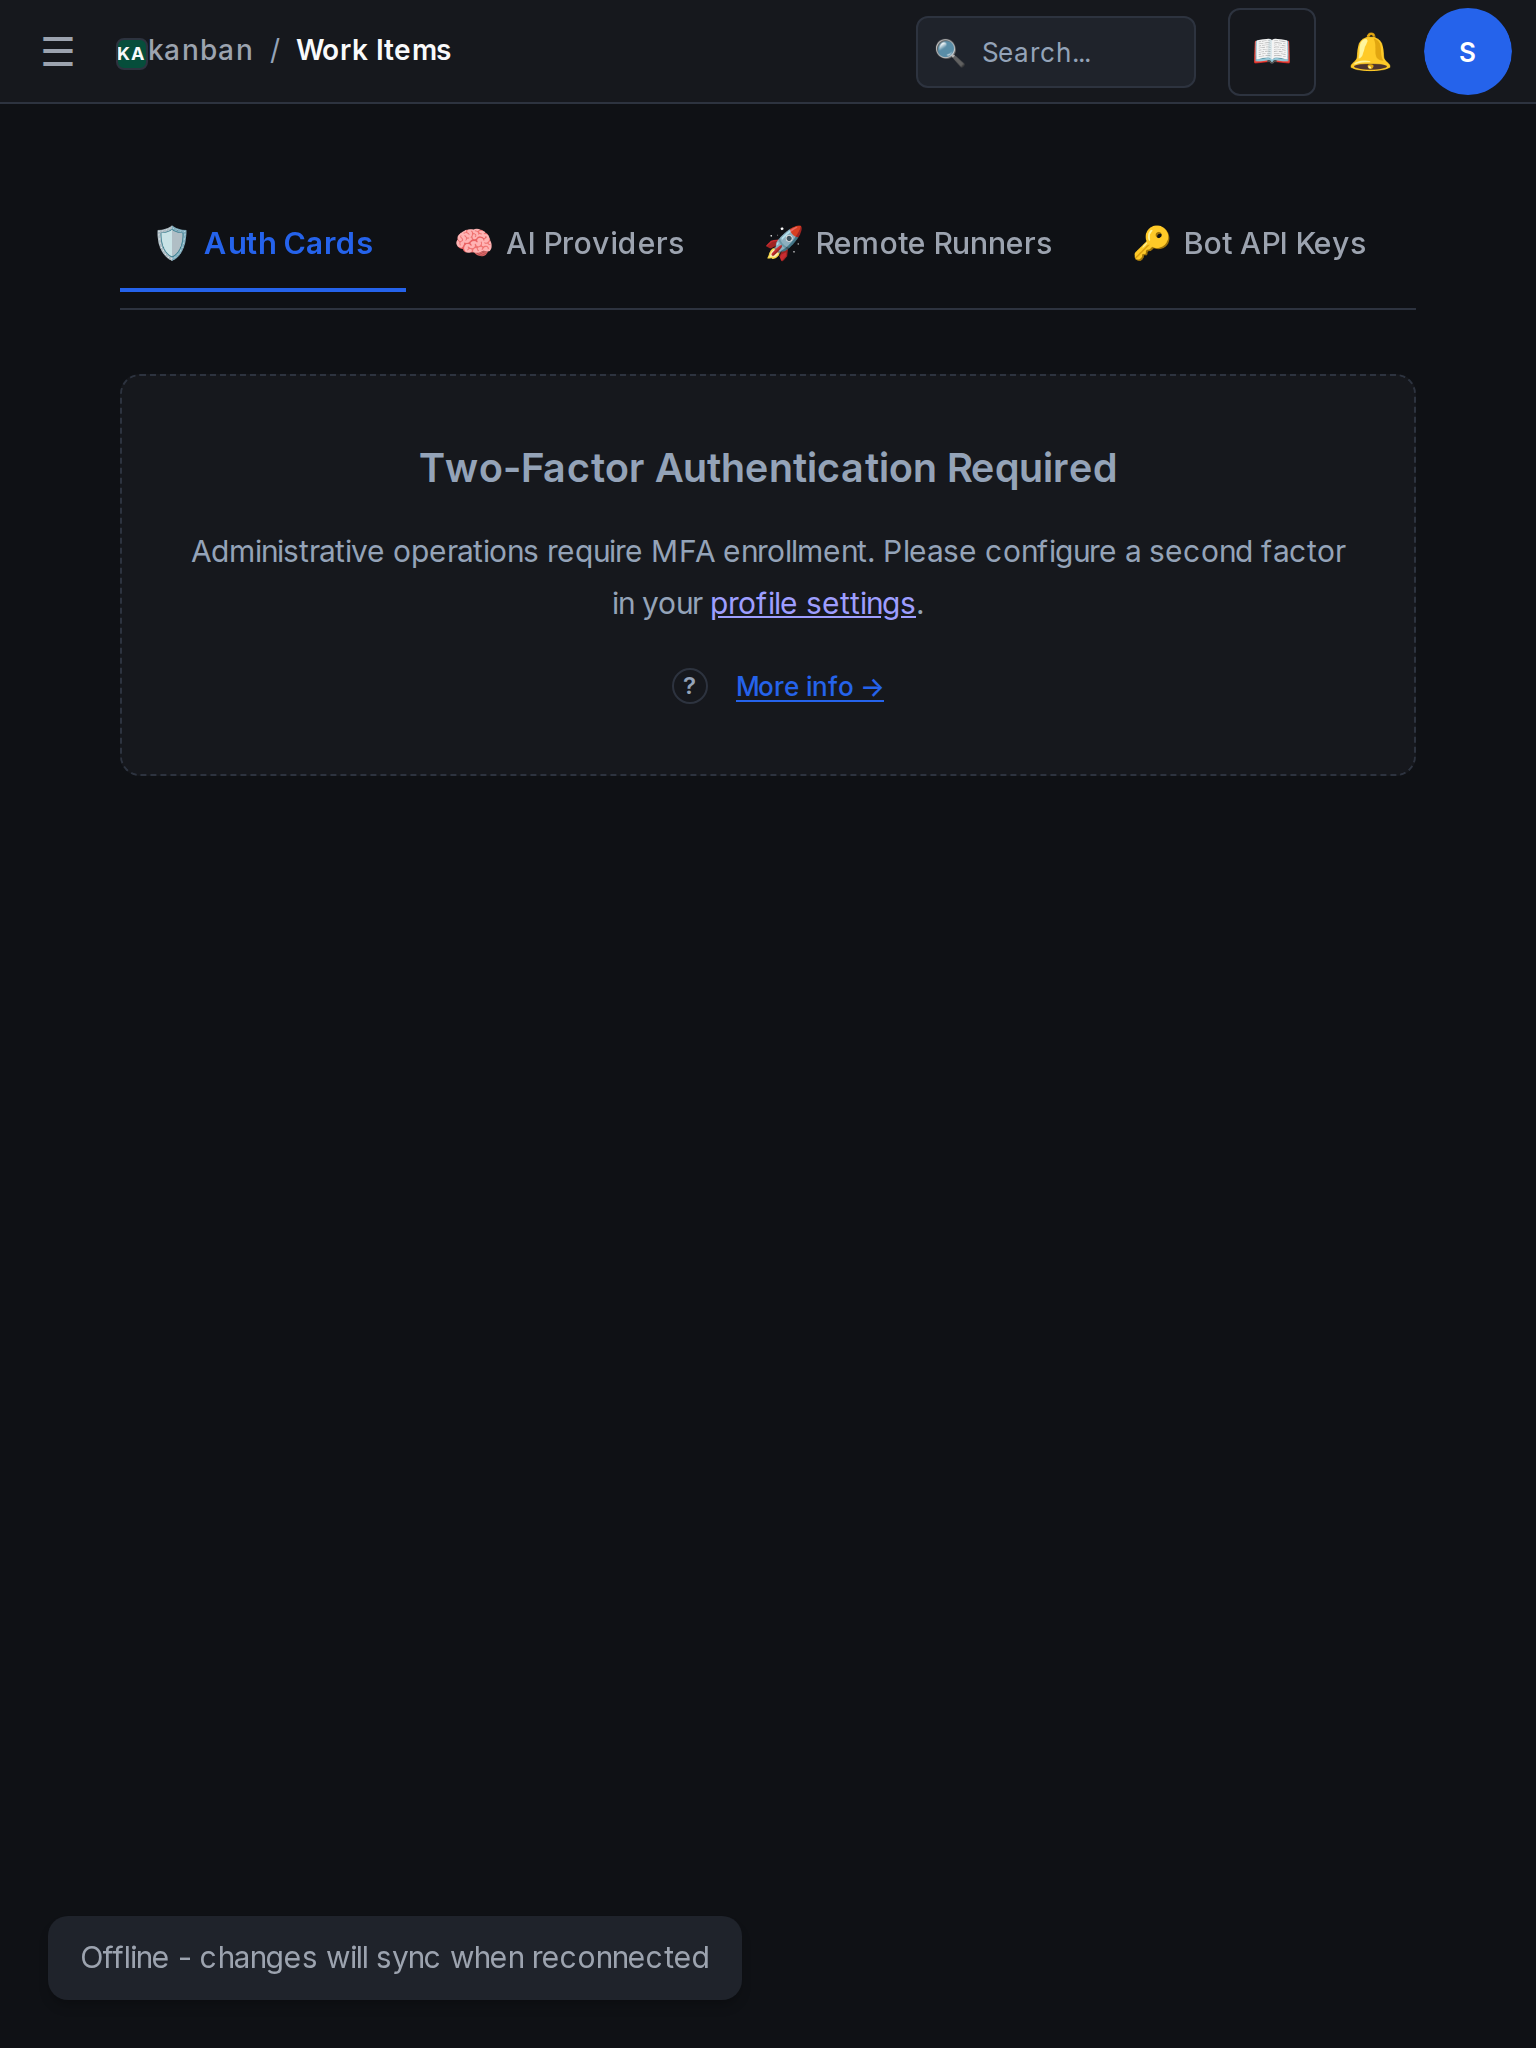 ☰ KA kanban / Work Items 🔍 Search... 📖 🔔 S
🛡️ Auth Cards 🧠 AI Providers 🚀 Remote Runners 🔑 Bot API Keys
Two-Factor Authentication Required
Administrative operations require MFA enrollment. Please configure a second factor
in your profile settings.
? More info →
Offline - changes will sync when reconnected